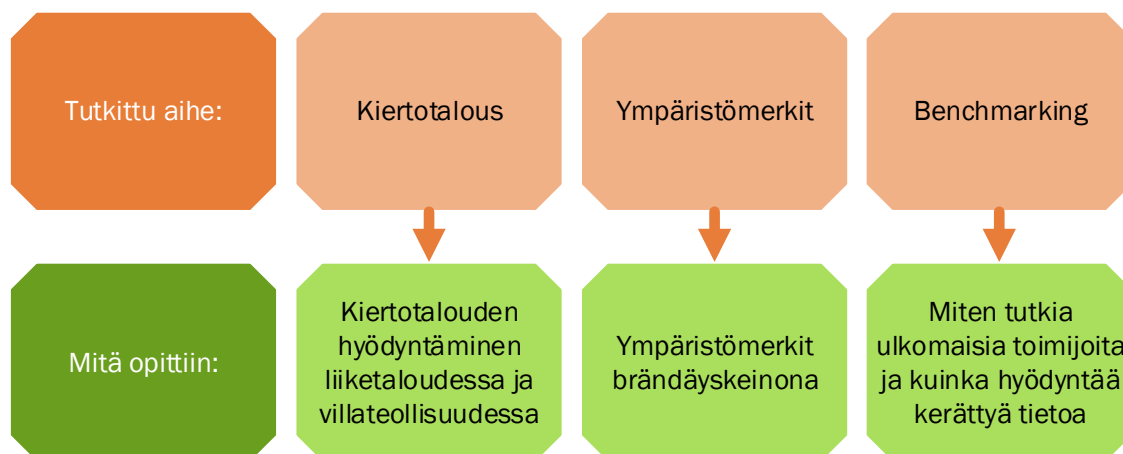 Tutkittu aihe:
Kiertotalous
Ympäristömerkit
Benchmarking
Mitä opittiin:
Kiertotalouden
hyödyntäminen
liiketaloudessa ja
villateollisuudessa
Ympäristömerkit
brändäyskeinona
Miten tutkia
ulkomaisia toimijoita
ja kuinka hyödyntää
kerättyä tietoa